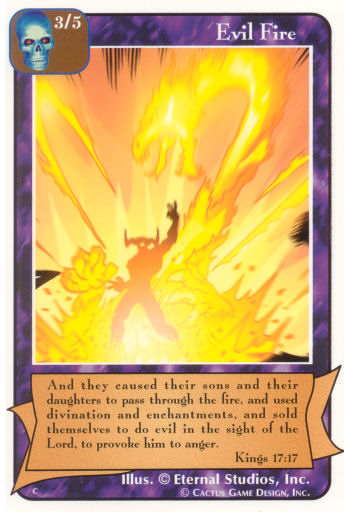 3/5
Evil Fire
And they caused their sons and their
daughters to pass through the fire, and used
divination and enchantments, and sold
themselves to do evil in the sight of the
Lord, to provoke him to anger.
Kings 17:17
Illus. © Eternal Studios, Inc.
C
© Cactus Game Design, Inc.